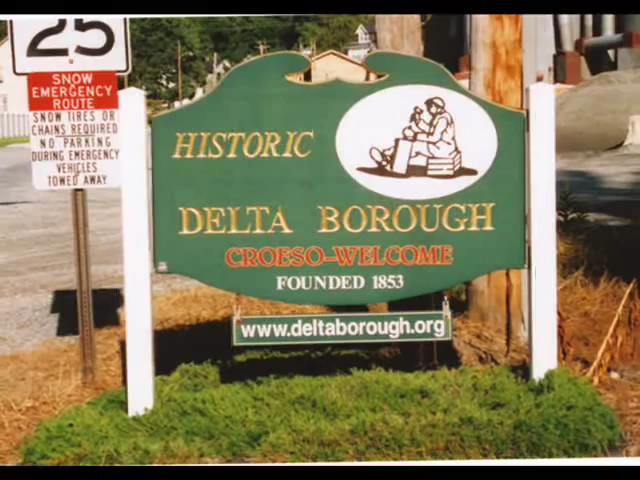 25
SNOW
EMERGENCY
ROUTE
SNOW TIRES OR
CHAINS REQUIRED
NO PARKING
DURING EMERGENCY
VEHICLES
TOWED AWAY
HISTORIC
DELTA BOROUGH
CROESO-WELCOME
FOUNDED 1853
www.deltaborough.org